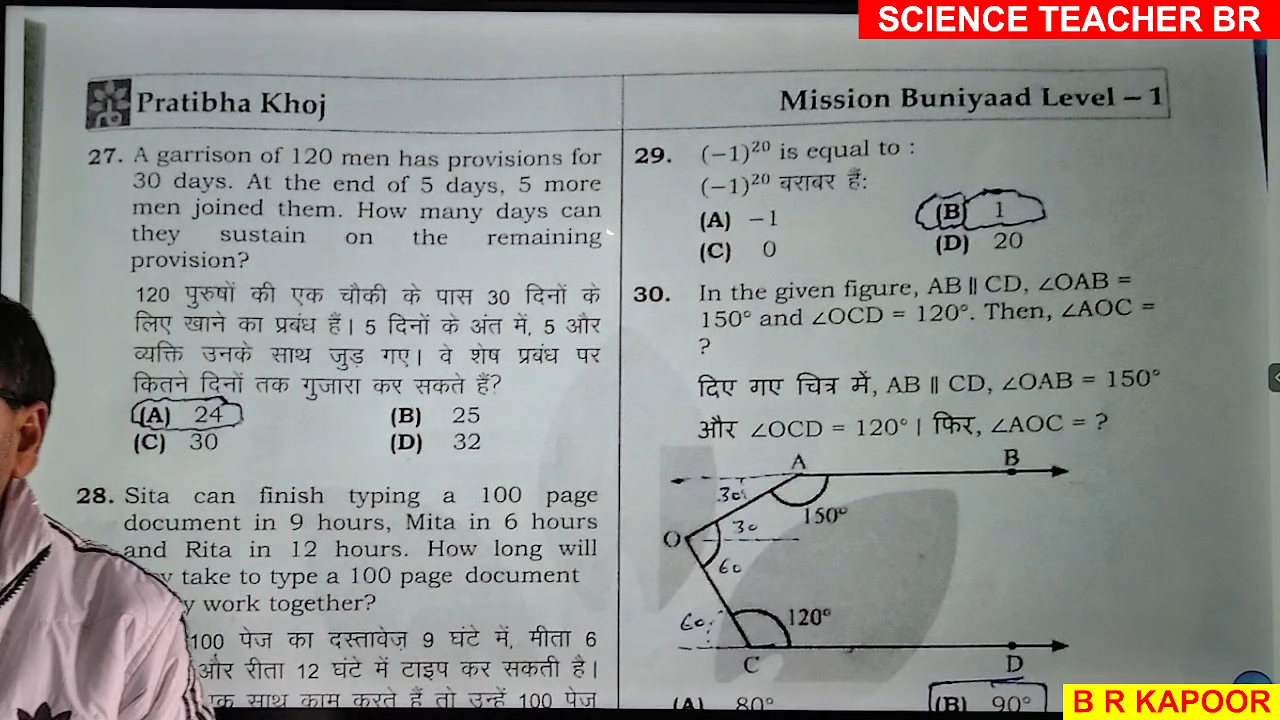 SCIENCE TEACHER BR
Pratibha Khoj
Mission Buniyaad Level – 1
27. A garrison of 120 men has provisions for
30 days. At the end of 5 days, 5 more
men joined them. How many days can
they sustain on the remaining
provision?
120 पुरुषों की एक चौकी के पास 30 दिनों के
लिए खाने का प्रबंध हैं। 5 दिनों के अंत में, 5 और
व्यक्ति उनके साथ जुड़ गए। वे शेष प्रबंध पर
कितने दिनों तक गुजारा कर सकते हैं?
(A) 24 (B) 25
(C) 30 (D) 32
28. Sita can finish typing a 100 page
document in 9 hours, Mita in 6 hours
and Rita in 12 hours. How long will
take to type a 100 page document
work together?
100 पेज का दस्तावेज़ 9 घंटे में, मीता 6
और रीता 12 घंटे में टाइप कर सकती है।
एक साथ काम करते हैं तो उन्हें 100 पेज
29. (−1)²⁰ is equal to :
(−1)²⁰ बराबर हैं:
(A) −1 (B) 1
(C) 0 (D) 20
30. In the given figure, AB || CD, ∠OAB =
150° and ∠OCD = 120°. Then, ∠AOC =
?
दिए गए चित्र में, AB || CD, ∠OAB = 150°
और ∠OCD = 120°। फिर, ∠AOC = ?
A B
30
150°
O 30
60
60 120°
C D
(A) 80° (B) 90°
B R KAPOOR